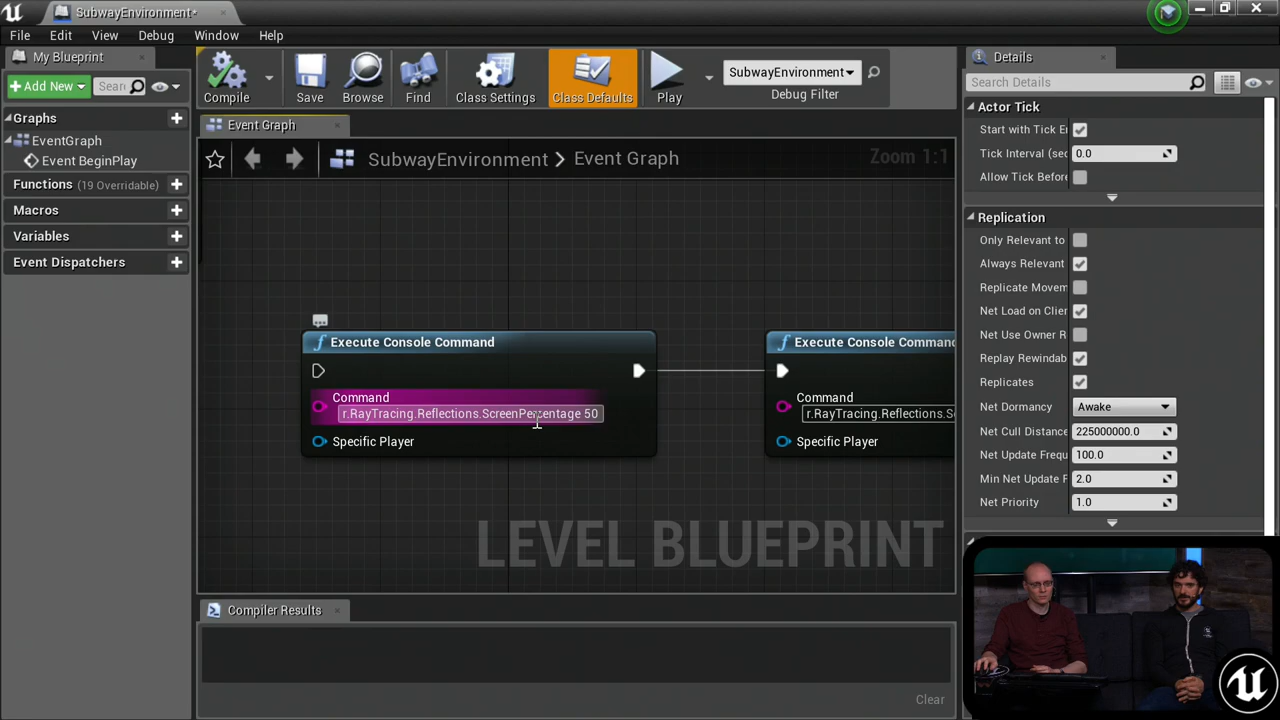 SubwayEnvironment*
File Edit View Debug Window Help
My Blueprint
Add New
Sear
Graphs
EventGraph
Event BeginPlay
Functions (19 Overridable)
Macros
Variables
Event Dispatchers
Compile
Save
Browse
Find
Class Settings
Class Defaults
Play
SubwayEnvironment
Debug Filter
Event Graph
SubwayEnvironment > Event Graph
Zoom 1:1
Execute Console Command
Command
r.RayTracing.Reflections.ScreenPercentage 50
Specific Player
Execute Console Command
Command
r.RayTracing.Reflections.Sc
Specific Player
LEVEL BLUEPRINT
Compiler Results
Clear
Details
Search Details
Actor Tick
Start with Tick E
Tick Interval (sec 0.0
Allow Tick Before
Replication
Only Relevant to
Always Relevant
Replicate Movem
Net Load on Clien
Net Use Owner R
Replay Rewindab
Replicates
Net Dormancy Awake
Net Cull Distance 225000000.0
Net Update Frequ 100.0
Min Net Update F 2.0
Net Priority 1.0